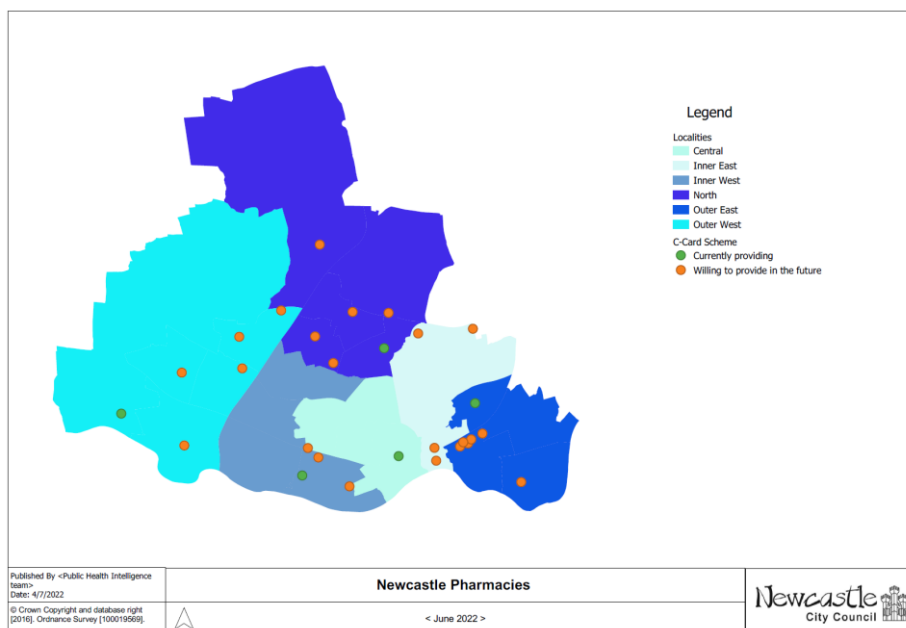 Legend
Localities
Central
Inner East
Inner West
North
Outer East
Outer West
C-Card Scheme
Currently providing
Willing to provide in the future
Published By <Public Health Intelligence
team>
Date: 4/7/2022
© Crown Copyright and database right
[2016]. Ordnance Survey [100019569].
Newcastle Pharmacies
< June 2022 >
Newcastle
City Council